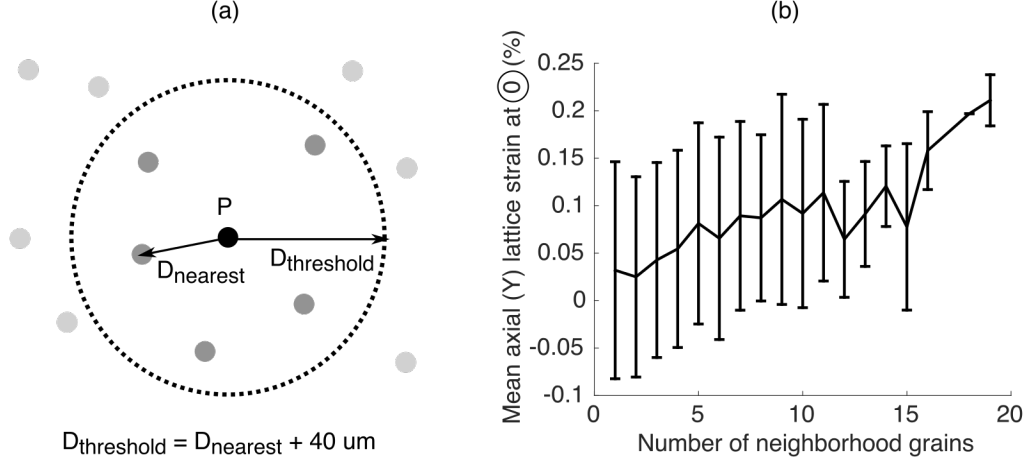 (a)
P
Dnearest
Dthreshold
Dthreshold = Dnearest + 40 um
(b)
Mean axial (Y) lattice strain at 0 (%)
0.25
0.2
0.15
0.1
0.05
0
-0.05
-0.1
0 5 10 15 20
Number of neighborhood grains